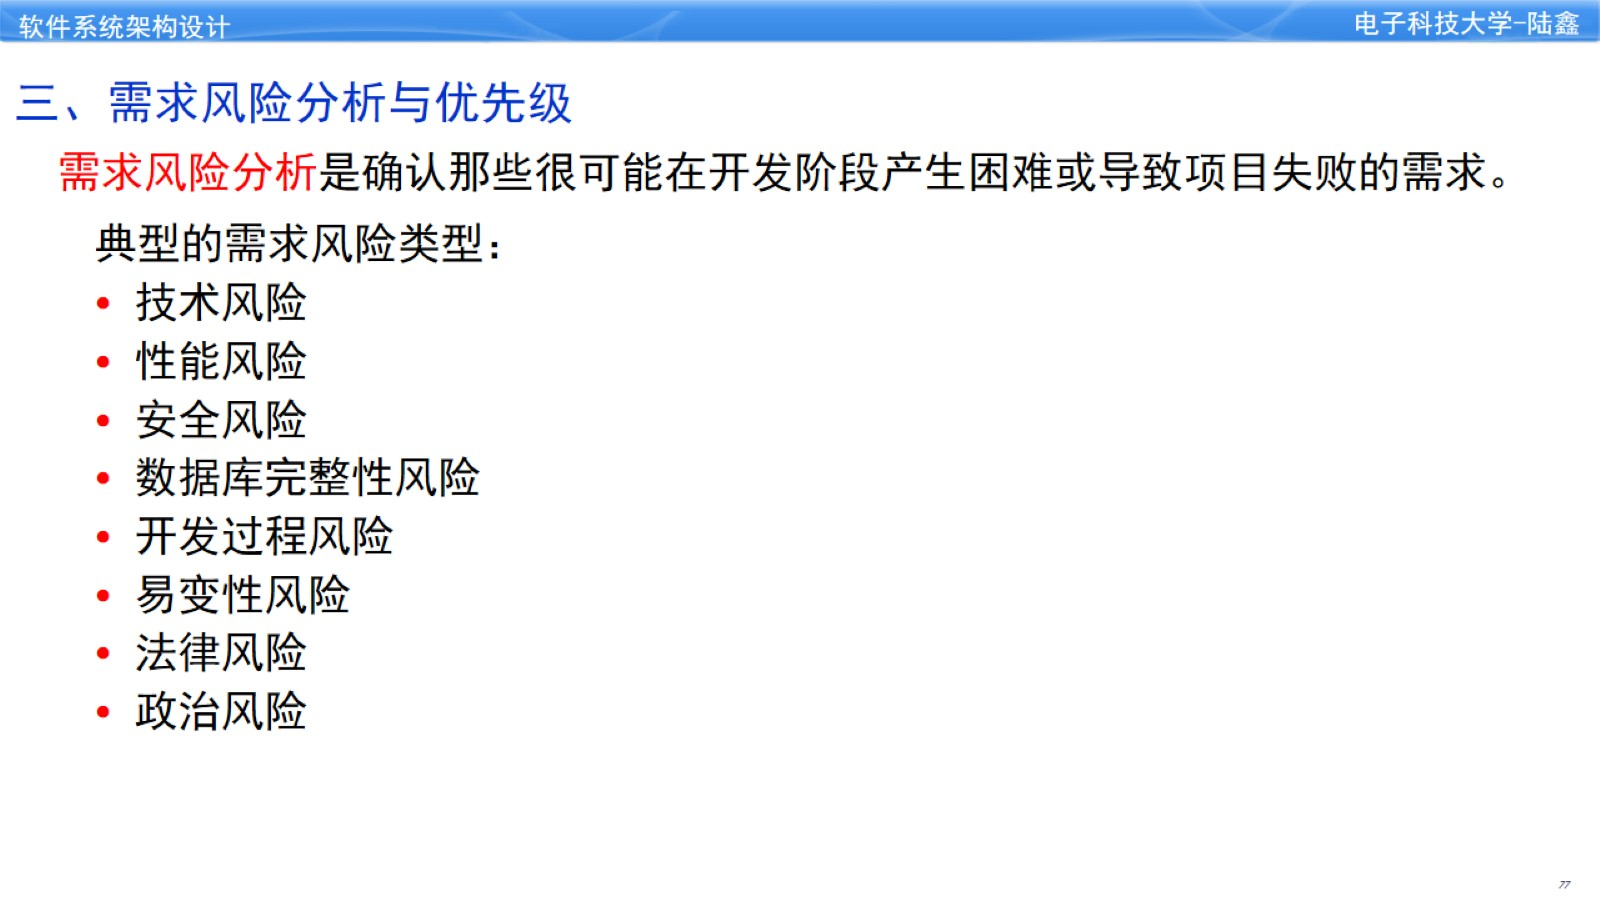 软件系统架构设计
电子科技大学-陆鑫
三、需求风险分析与优先级
需求风险分析是确认那些很可能在开发阶段产生困难或导致项目失败的需求。
典型的需求风险类型：
• 技术风险
• 性能风险
• 安全风险
• 数据库完整性风险
• 开发过程风险
• 易变性风险
• 法律风险
• 政治风险
77